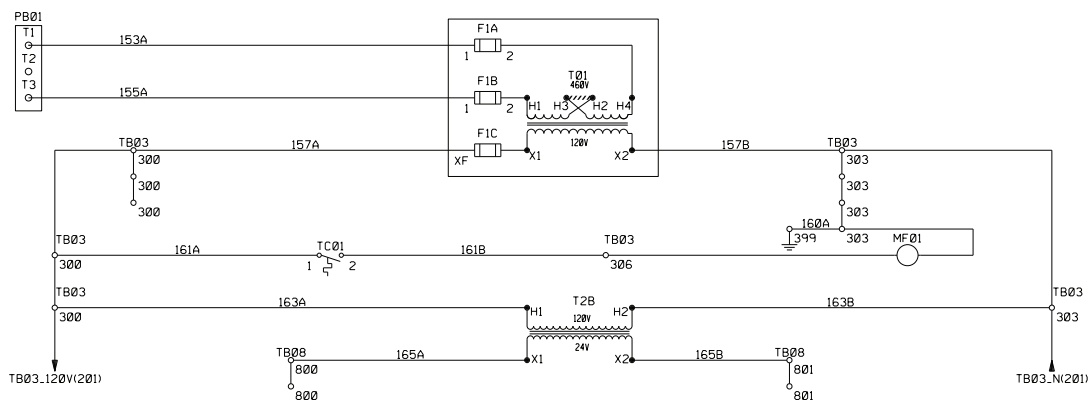 PB01
T1
T2
T3
153A
155A
F1A
1 2
F1B
1 2
T01
460V
H1 H3 H2 H4
120V
F1C
XF
X1 X2
TB03
300
300
300
157A
157B
TB03
303
303
303
303
160A
399
MF01
TB03
300
161A
TC01
1 2
161B
TB03
306
TB03
300
163A
T2B
H1 H2
120V
24V
X1 X2
163B
TB03
303
TB08
800
800
165A
165B
TB08
801
801
TB03_120V(201)
TB03_N(201)